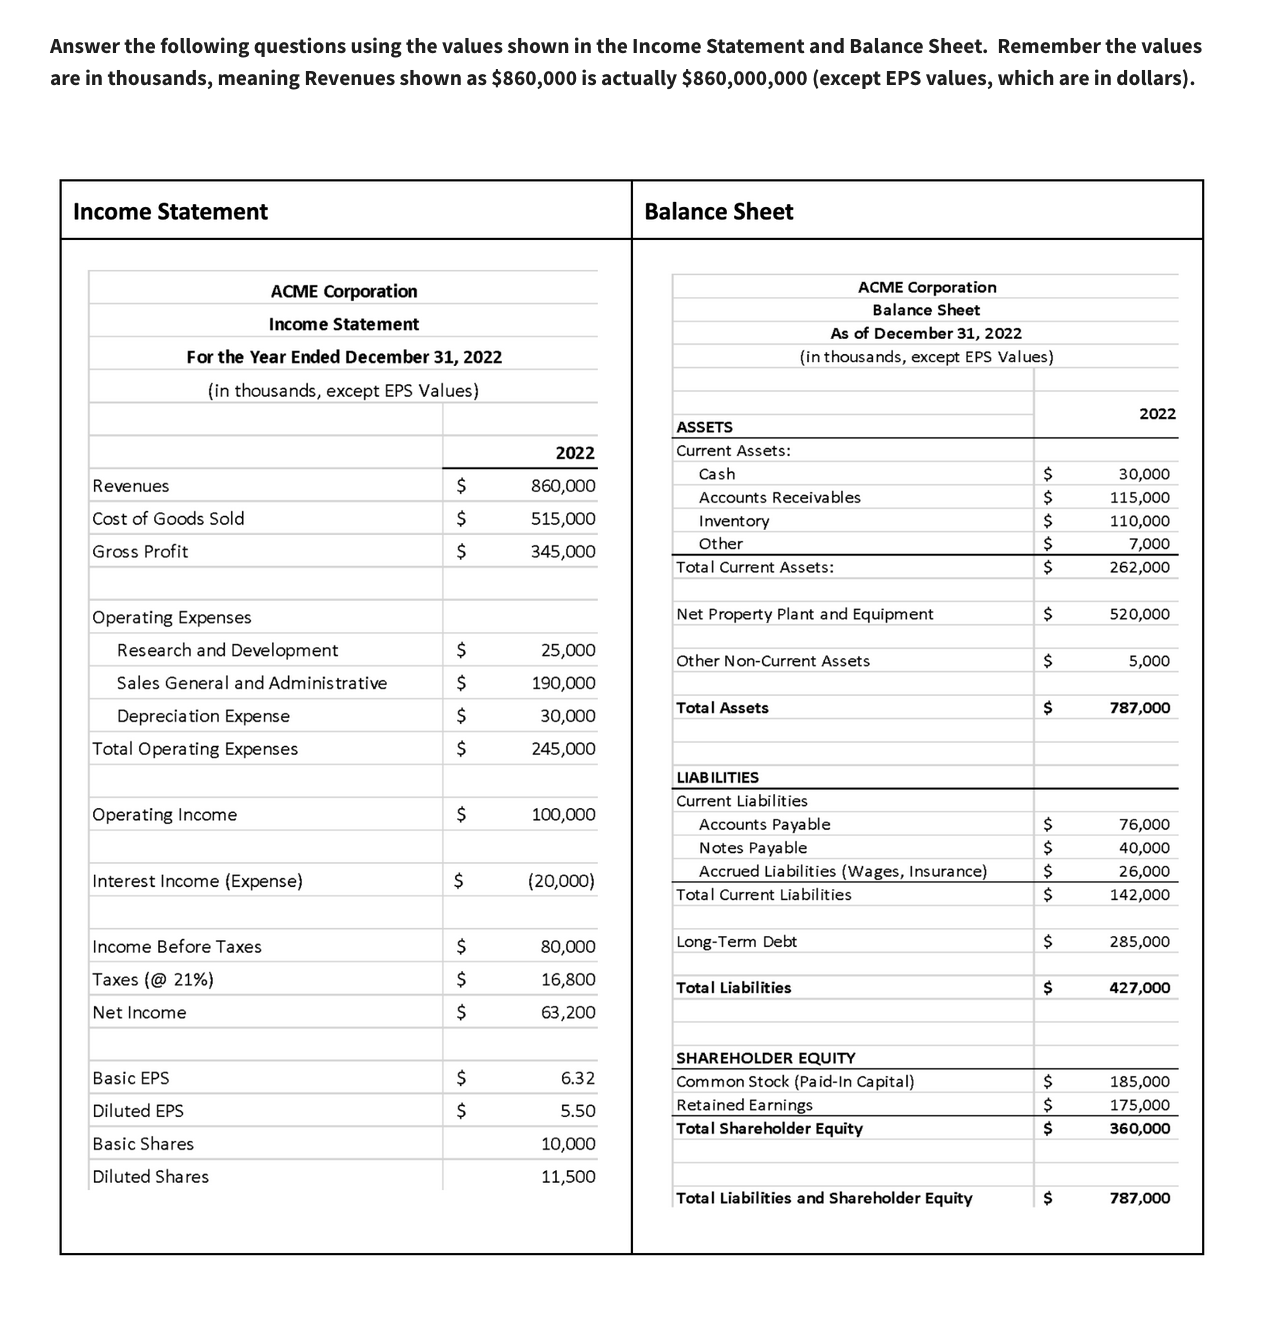 Answer the following questions using the values shown in the Income Statement and Balance Sheet. Remember the values
are in thousands, meaning Revenues shown as $860,000 is actually $860,000,000 (except EPS values, which are in dollars).
Income Statement
ACME Corporation
Income Statement
For the Year Ended December 31, 2022
(in thousands, except EPS Values)
2022
Revenues $ 860,000
Cost of Goods Sold $ 515,000
Gross Profit $ 345,000
Operating Expenses
Research and Development $ 25,000
Sales General and Administrative $ 190,000
Depreciation Expense $ 30,000
Total Operating Expenses $ 245,000
Operating Income $ 100,000
Interest Income (Expense) $ (20,000)
Income Before Taxes $ 80,000
Taxes (@ 21%) $ 16,800
Net Income $ 63,200
Basic EPS $ 6.32
Diluted EPS $ 5.50
Basic Shares 10,000
Diluted Shares 11,500
Balance Sheet
ACME Corporation
Balance Sheet
As of December 31, 2022
(in thousands, except EPS Values)
2022
ASSETS
Current Assets:
Cash $ 30,000
Accounts Receivables $ 115,000
Inventory $ 110,000
Other $ 7,000
Total Current Assets: $ 262,000
Net Property Plant and Equipment $ 520,000
Other Non-Current Assets $ 5,000
Total Assets $ 787,000
LIABILITIES
Current Liabilities
Accounts Payable $ 76,000
Notes Payable $ 40,000
Accrued Liabilities (Wages, Insurance) $ 26,000
Total Current Liabilities $ 142,000
Long-Term Debt $ 285,000
Total Liabilities $ 427,000
SHAREHOLDER EQUITY
Common Stock (Paid-In Capital) $ 185,000
Retained Earnings $ 175,000
Total Shareholder Equity $ 360,000
Total Liabilities and Shareholder Equity $ 787,000